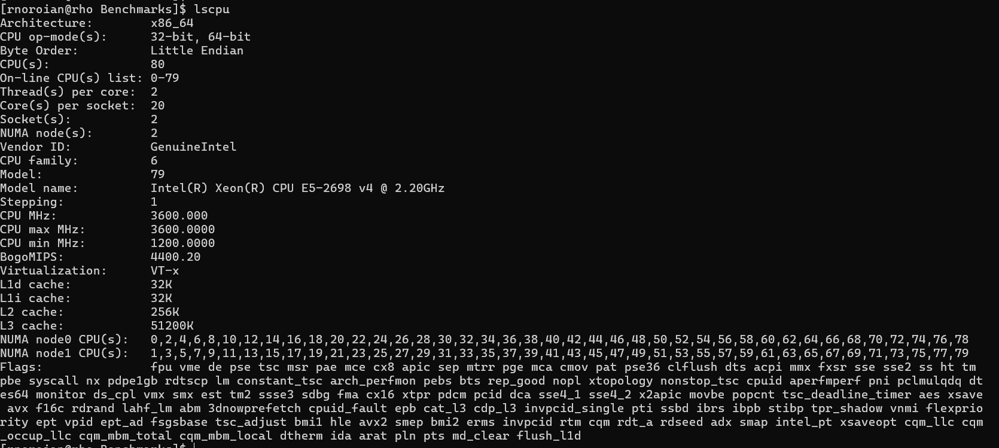 [rnoroian@rho Benchmarks]$ lscpu
Architecture:        x86_64
CPU op-mode(s):      32-bit, 64-bit
Byte Order:          Little Endian
CPU(s):              80
On-line CPU(s) list: 0-79
Thread(s) per core:  2
Core(s) per socket:  20
Socket(s):           2
NUMA node(s):        2
Vendor ID:           GenuineIntel
CPU family:          6
Model:               79
Model name:          Intel(R) Xeon(R) CPU E5-2698 v4 @ 2.20GHz
Stepping:            1
CPU MHz:             3600.000
CPU max MHz:         3600.0000
CPU min MHz:         1200.0000
BogoMIPS:            4400.20
Virtualization:      VT-x
L1d cache:           32K
L1i cache:           32K
L2 cache:            256K
L3 cache:            51200K
NUMA node0 CPU(s):   0,2,4,6,8,10,12,14,16,18,20,22,24,26,28,30,32,34,36,38,40,42,44,46,48,50,52,54,56,58,60,62,64,66,68,70,72,74,76,78
NUMA node1 CPU(s):   1,3,5,7,9,11,13,15,17,19,21,23,25,27,29,31,33,35,37,39,41,43,45,47,49,51,53,55,57,59,61,63,65,67,69,71,73,75,77,79
Flags:               fpu vme de pse tsc msr pae mce cx8 apic sep mtrr pge mca cmov pat pse36 clflush dts acpi mmx fxsr sse sse2 ss ht tm
pbe syscall nx pdpe1gb rdtscp lm constant_tsc arch_perfmon pebs bts rep_good nopl xtopology nonstop_tsc cpuid aperfmperf pni pclmulqdq dt
es64 monitor ds_cpl vmx smx est tm2 ssse3 sdbg fma cx16 xtpr pdcm pcid dca sse4_1 sse4_2 x2apic movbe popcnt tsc_deadline_timer aes xsave
 avx f16c rdrand lahf_lm abm 3dnowprefetch cpuid_fault epb cat_l3 cdp_l3 invpcid_single pti ssbd ibrs ibpb stibp tpr_shadow vnmi flexprio
rity ept vpid ept_ad fsgsbase tsc_adjust bmi1 hle avx2 smep bmi2 erms invpcid rtm cqm rdt_a rdseed adx smap intel_pt xsaveopt cqm_llc cqm
_occup_llc cqm_mbm_total cqm_mbm_local dtherm ida arat pln pts md_clear flush_l1d
[rnoroian@rho Benchmarks]$